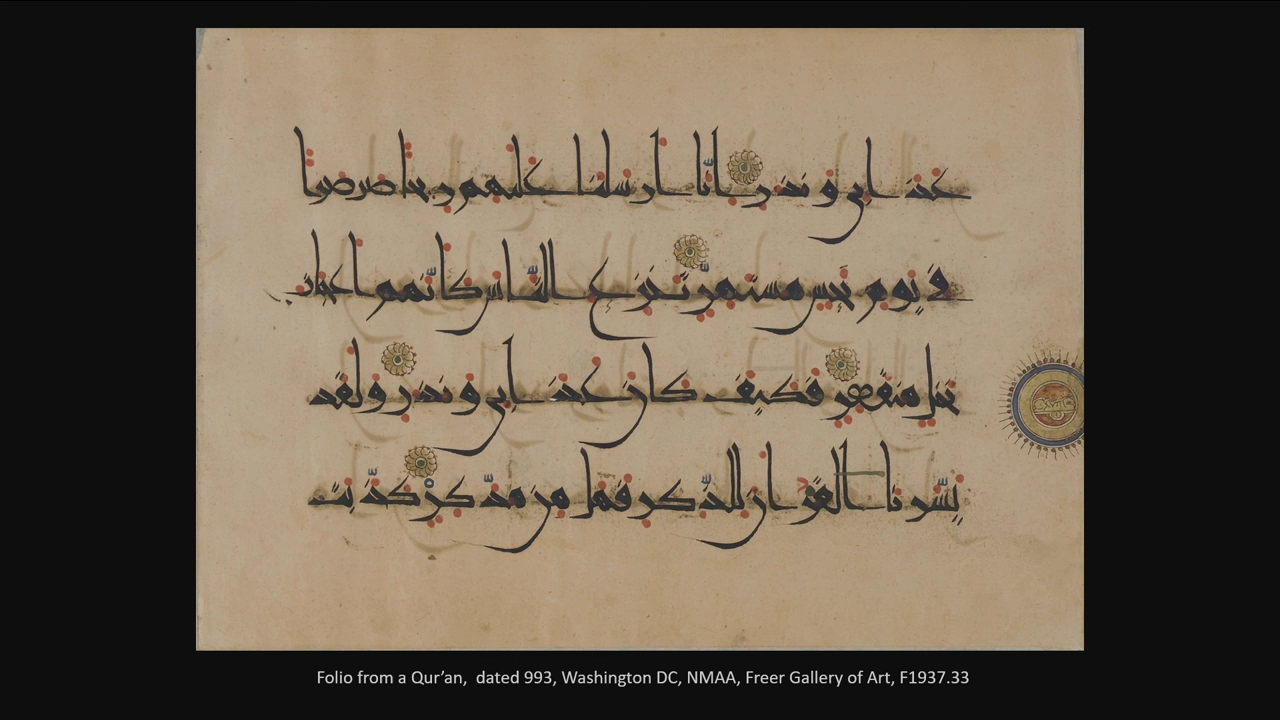 عذابي ونذر انا ارسلنا عليهم ريحا صرصرا
في يوم نحس مستمر تنزع الناس كانهم اعجاز
نخل منقعر فكيف كان عذابي ونذر ولقد
يسرنا القران للذكر فهل من مدكر كذبت
Folio from a Qur’an,  dated 993, Washington DC, NMAA, Freer Gallery of Art, F1937.33